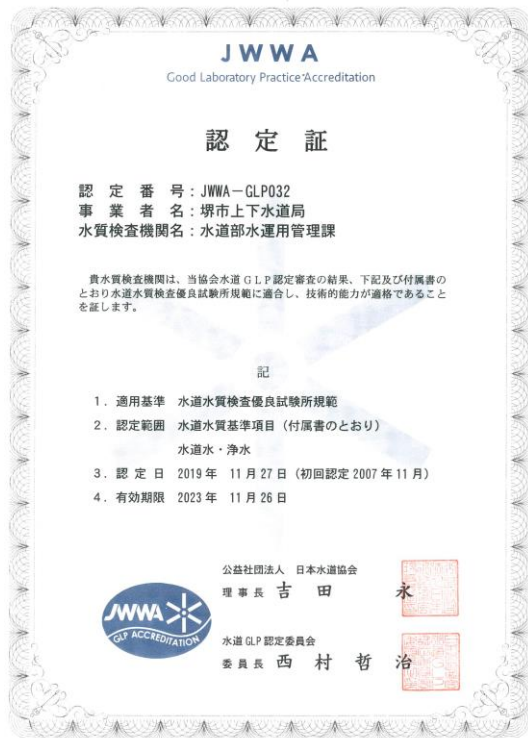 JWWA
Good Laboratory Practice Accreditation
認定証
認定番号：JWWA－GLP032
事業者名：堺市上下水道局
水質検査機関名：水道部水運用管理課
貴水質検査機関は、当協会水道GLP認定審査の結果、下記及び付属書の
とおり水道水質検査優良試験所規範に適合し、技術的能力が適格であること
を証します。
記
1．適用基準 水道水質検査優良試験所規範
2．認定範囲 水道水質基準項目（付属書のとおり）
水道水・浄水
3．認定日 2019年 11月27日（初回認定2007年11月）
4．有効期限 2023年 11月26日
公益社団法人 日本水道協会
理事長 吉田 永
JWWA
GLP ACCREDITATION
水道GLP認定委員会
委員長 西村哲治